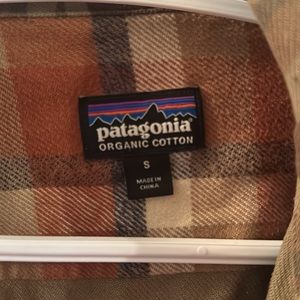 patagonia
ORGANIC COTTON
S
MADE IN
CHINA